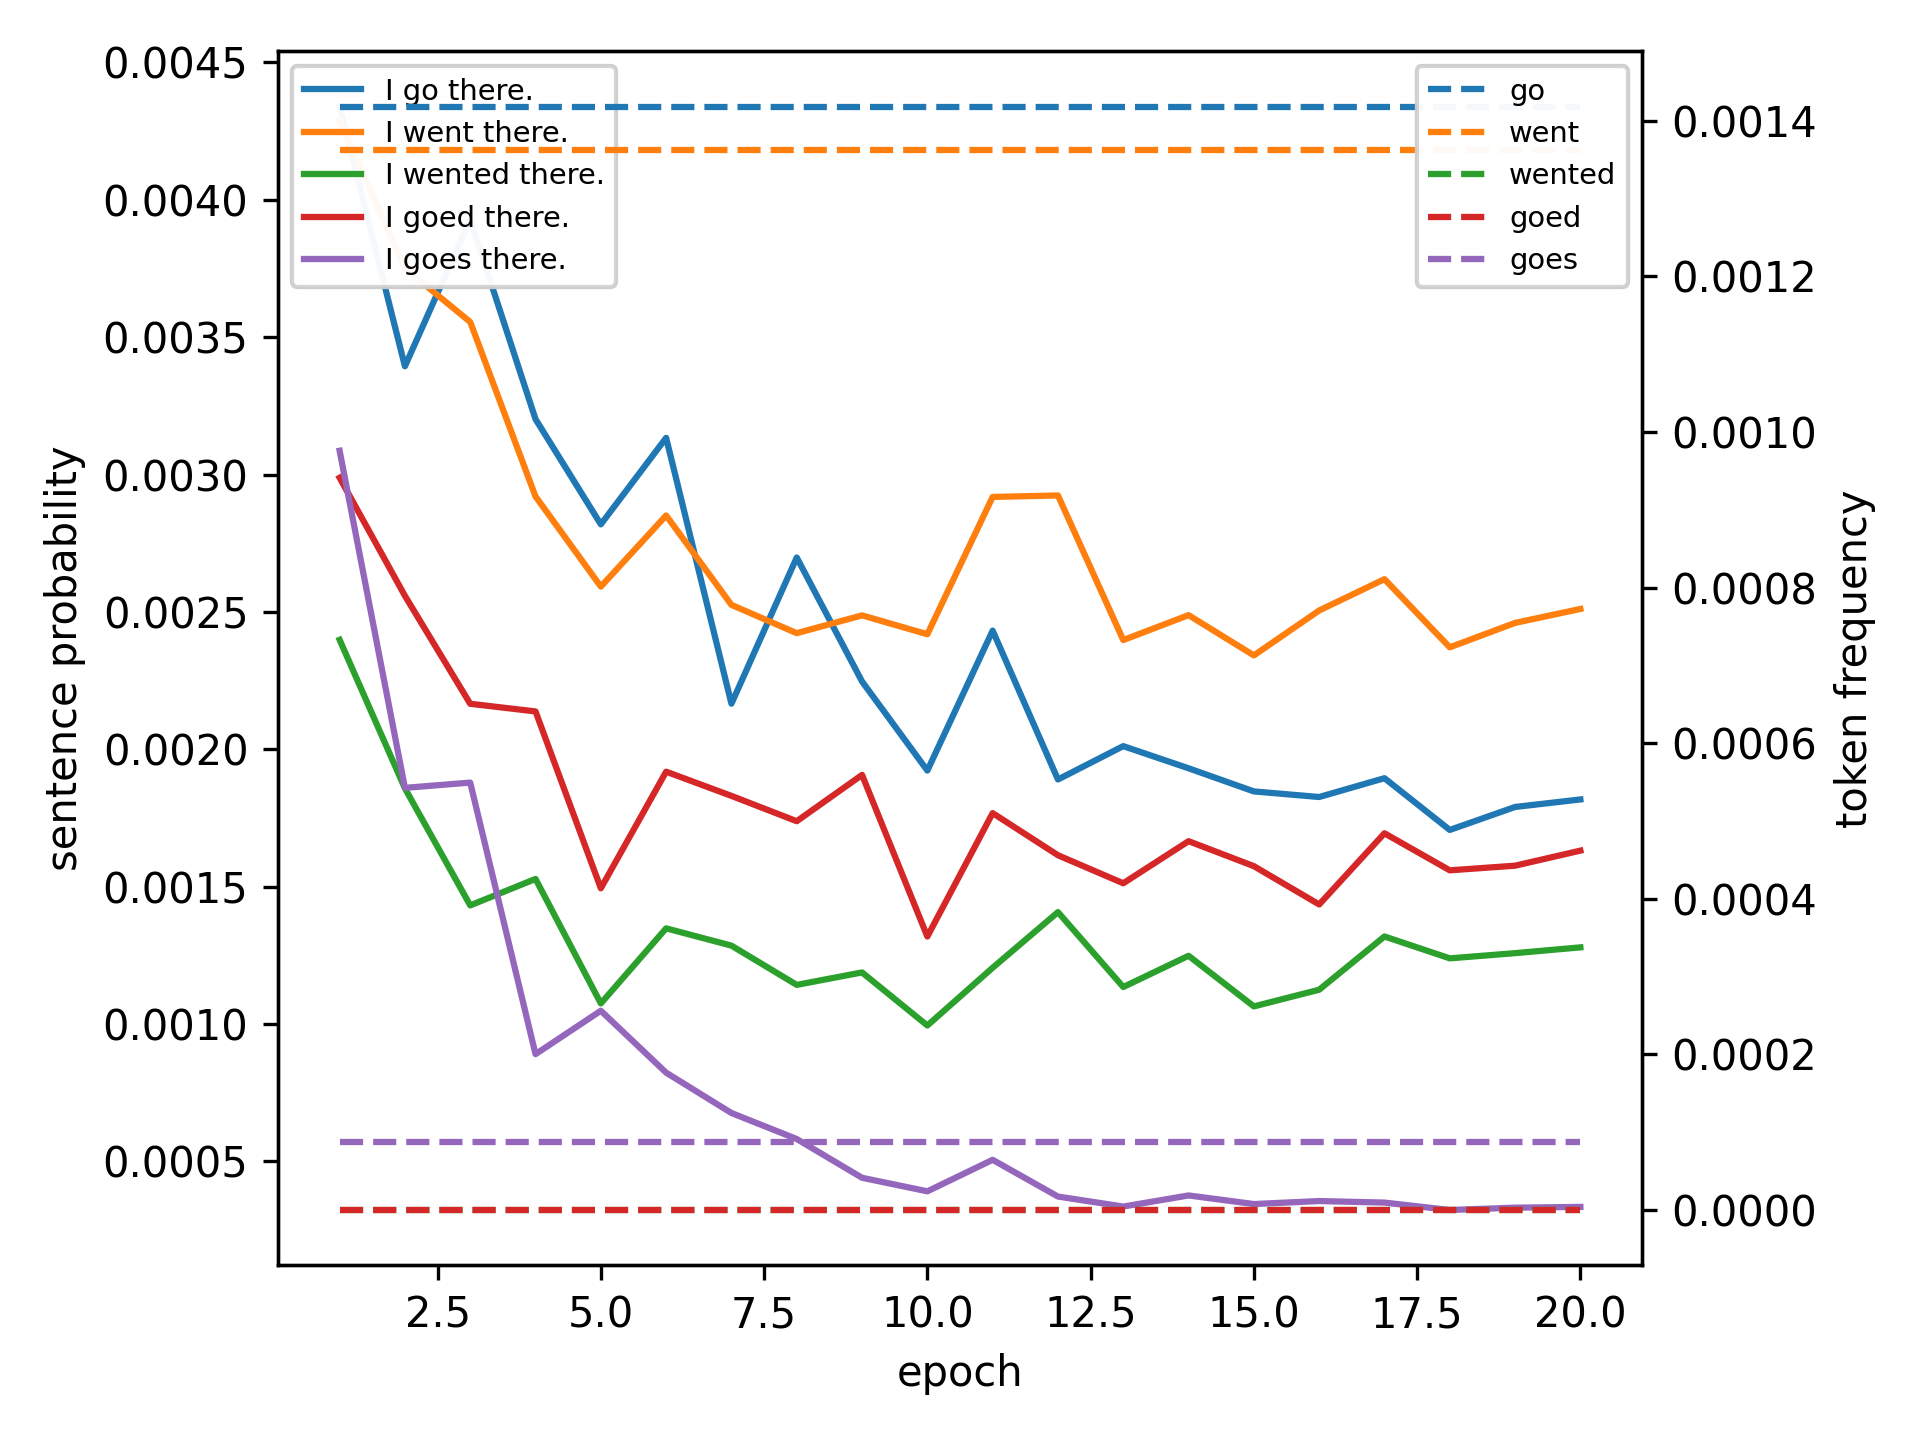 0.0045
0.0040
0.0035
0.0030
0.0025
0.0020
0.0015
0.0010
0.0005
sentence probability
I go there.
I went there.
I wented there.
I goed there.
I goes there.
go
went
wented
goed
goes
0.0014
0.0012
0.0010
0.0008
0.0006
0.0004
0.0002
0.0000
token frequency
2.5 5.0 7.5 10.0 12.5 15.0 17.5 20.0
epoch